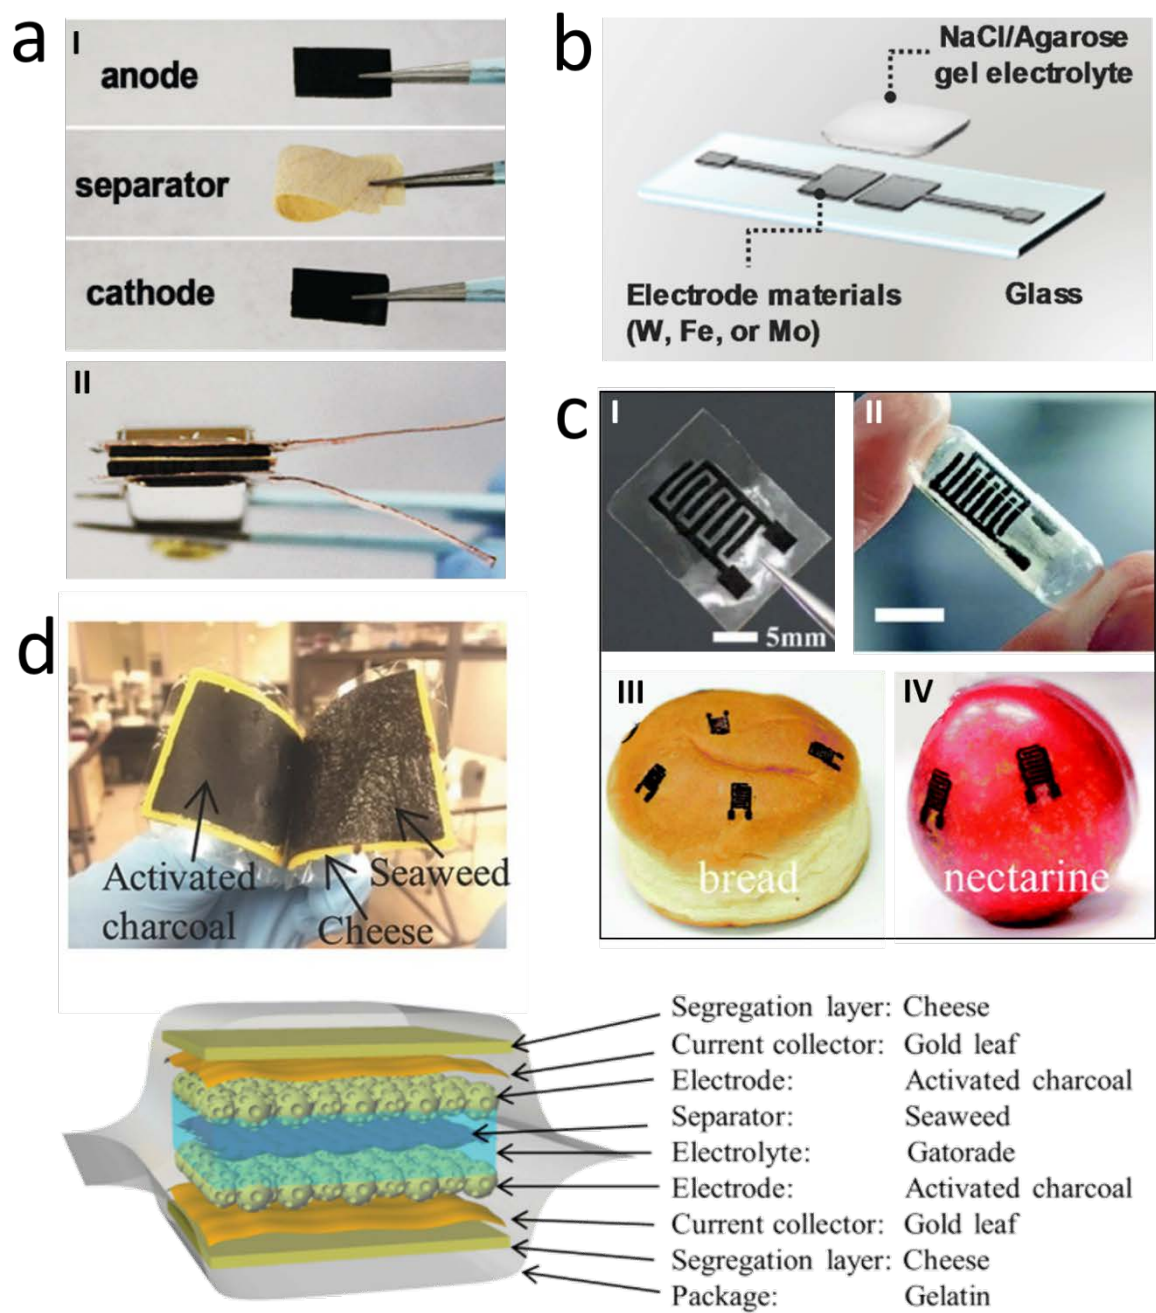 a
I
anode
separator
cathode
II
b
NaCl/Agarose
gel electrolyte
Electrode materials
(W, Fe, or Mo)
Glass
c
I
5mm
II
III
bread
IV
nectarine
d
Activated
charcoal
Seaweed
Cheese
Segregation layer: Cheese
Current collector: Gold leaf
Electrode: Activated charcoal
Separator: Seaweed
Electrolyte: Gatorade
Electrode: Activated charcoal
Current collector: Gold leaf
Segregation layer: Cheese
Package: Gelatin